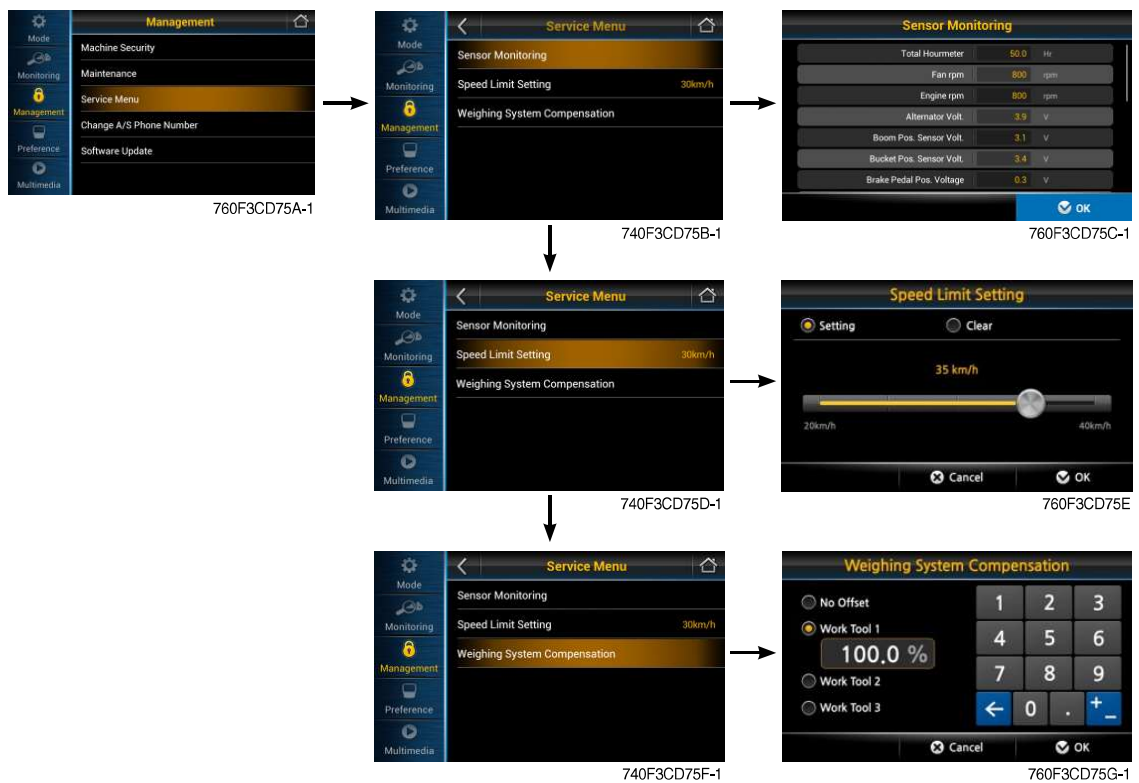 Management
Mode
Monitoring
Management
Preference
Multimedia
Machine Security
Maintenance
Service Menu
Change A/S Phone Number
Software Update
760F3CD75A-1
Service Menu
Mode
Monitoring
Management
Preference
Multimedia
Sensor Monitoring
Speed Limit Setting 30km/h
Weighing System Compensation
740F3CD75B-1
Sensor Monitoring
Total Hourmeter 50.0 Hr
Fan rpm 800 rpm
Engine rpm 800 rpm
Alternator Volt. 3.9 V
Boom Pos. Sensor Volt. 3.1 V
Bucket Pos. Sensor Volt. 3.4 V
Brake Pedal Pos. Voltage 0.3 V
OK
760F3CD75C-1
Service Menu
Mode
Monitoring
Management
Preference
Multimedia
Sensor Monitoring
Speed Limit Setting 30km/h
Weighing System Compensation
740F3CD75D-1
Speed Limit Setting
Setting Clear
35 km/h
20km/h 40km/h
Cancel OK
760F3CD75E
Service Menu
Mode
Monitoring
Management
Preference
Multimedia
Sensor Monitoring
Speed Limit Setting 30km/h
Weighing System Compensation
740F3CD75F-1
Weighing System Compensation
No Offset
Work Tool 1
100.0 %
Work Tool 2
Work Tool 3
1 2 3
4 5 6
7 8 9
← 0 . +_
Cancel OK
760F3CD75G-1